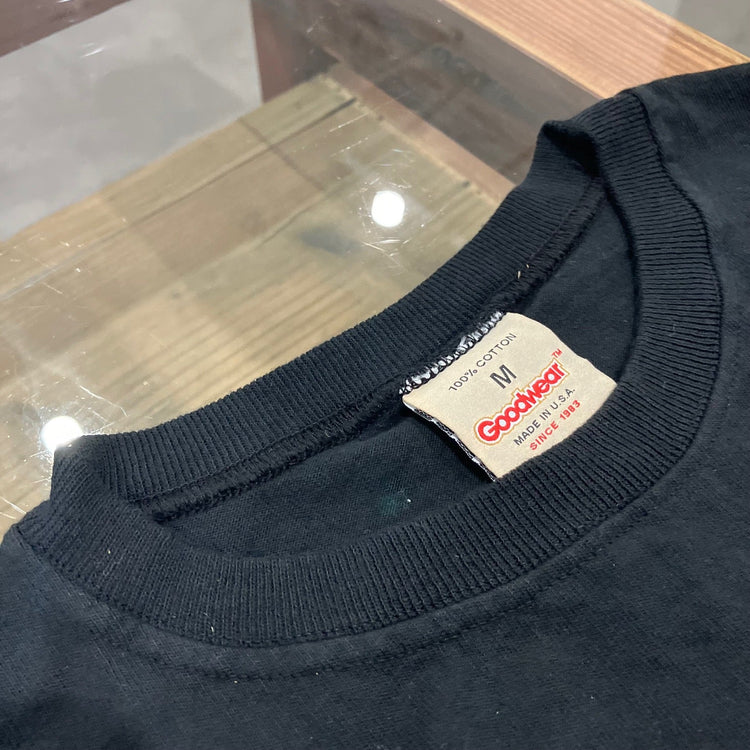 100% COTTON
M
Goodwear™
MADE IN U.S.A.
SINCE 1983